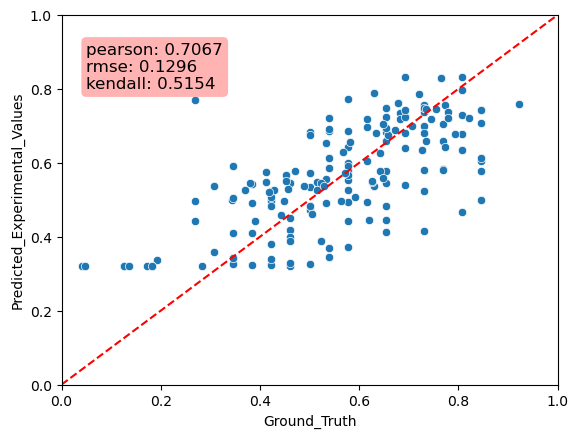 pearson: 0.7067
rmse: 0.1296
kendall: 0.5154
1.0
0.8
0.6
0.4
0.2
0.0
Predicted_Experimental_Values
0.0 0.2 0.4 0.6 0.8 1.0
Ground_Truth